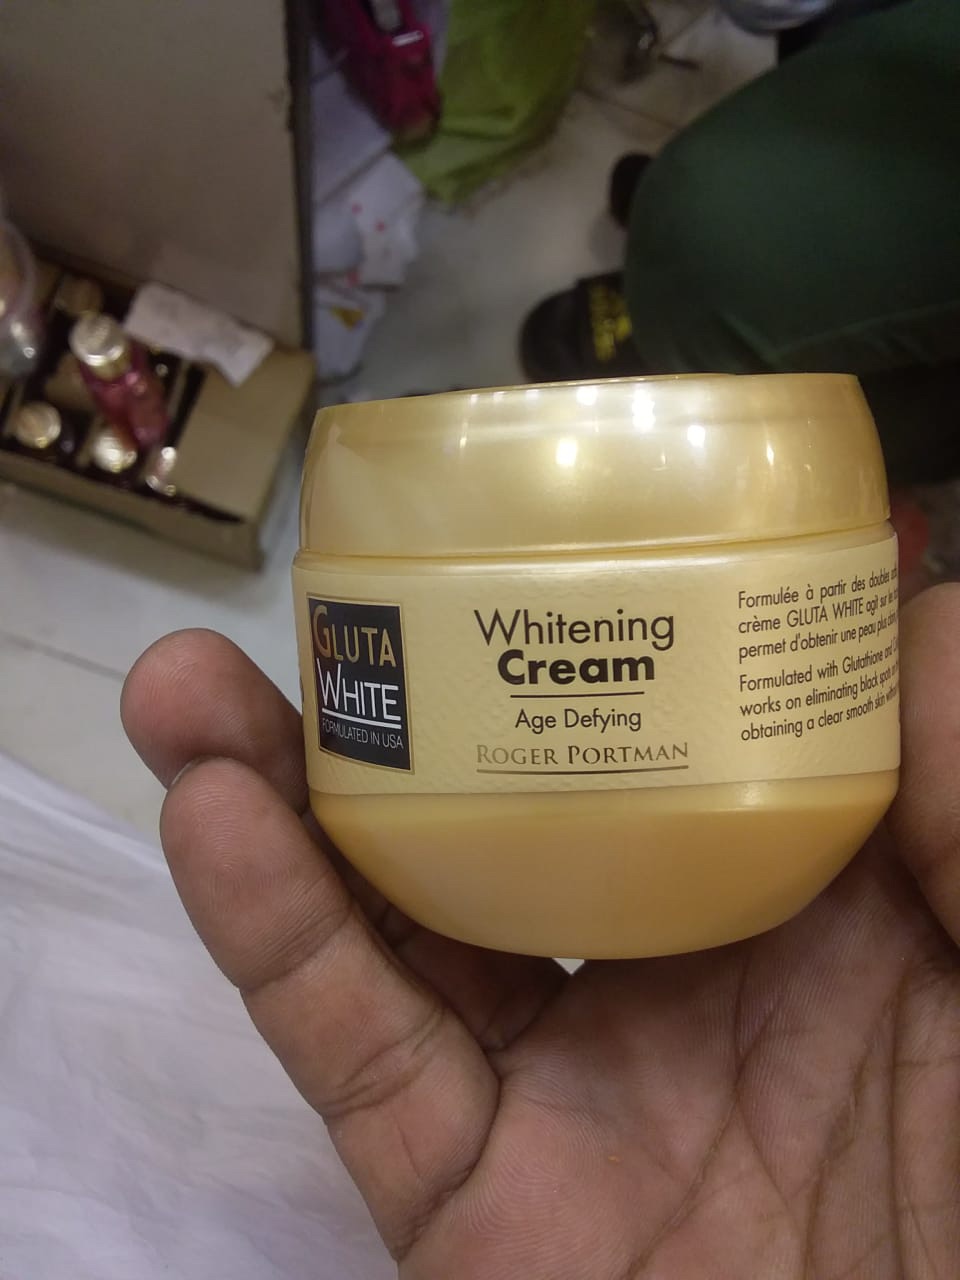 GLUTA
WHITE
FORMULATED IN USA
Whitening
Cream
Age Defying
ROGER PORTMAN
Formulée à partir des doubles
crème GLUTA WHITE agit sur les
permet d'obtenir une peau plus
Formulated with Glutathione and
works on eliminating black spots
obtaining a clear smooth skin